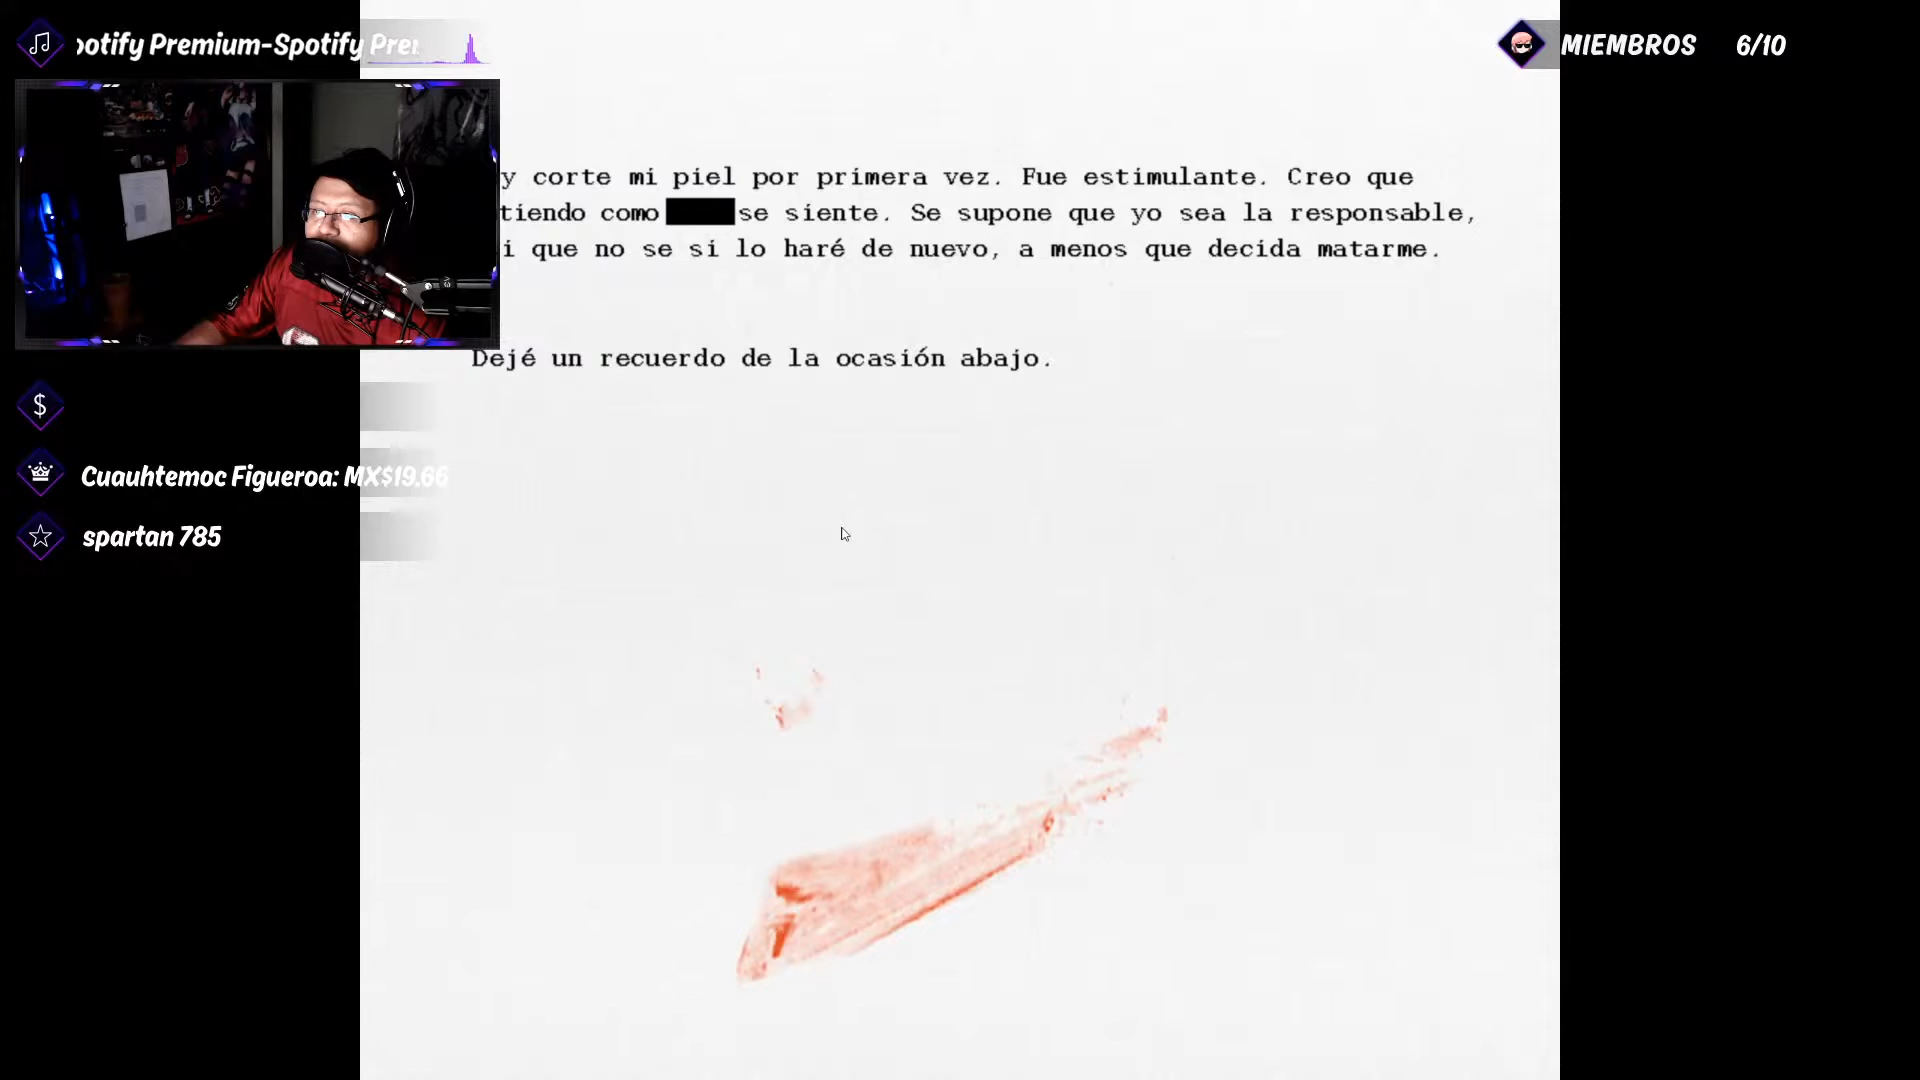 potify Premium-Spotify Pre
MIEMBROS 6/10
y corte mi piel por primera vez. Fue estimulante. Creo que
tiendo como se siente. Se supone que yo sea la responsable,
i que no se si lo haré de nuevo, a menos que decida matarme.
Dejé un recuerdo de la ocasión abajo.
$
Cuauhtemoc Figueroa: MX$19.66
spartan 785